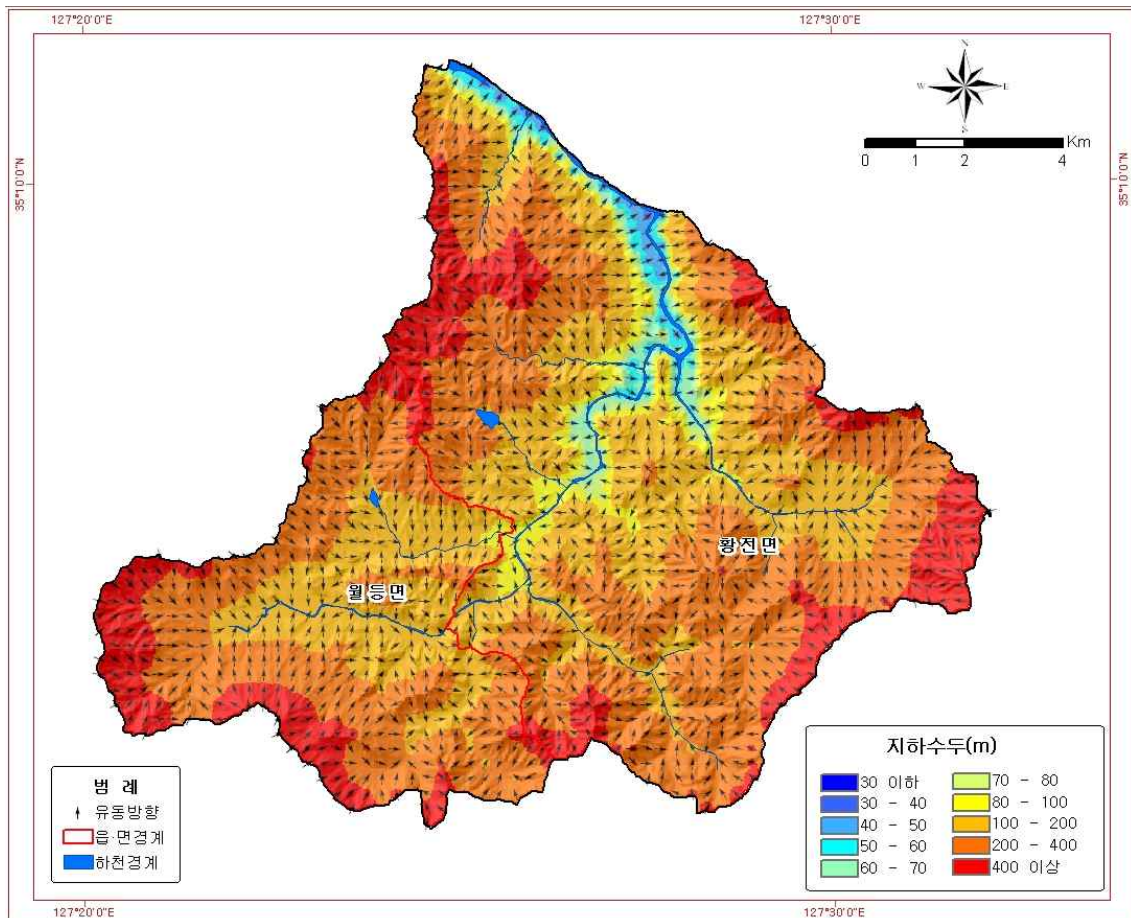 127°20'0"E
127°30'0"E
N
W
E
S
Km
0 1 2 4
35°10'0"N
35°10'0"N
황전면
월등면
범 례
유동방향
읍·면경계
하천경계
지하수두(m)
30 이하
30 - 40
40 - 50
50 - 60
60 - 70
70 - 80
80 - 100
100 - 200
200 - 400
400 이상
127°20'0"E
127°30'0"E